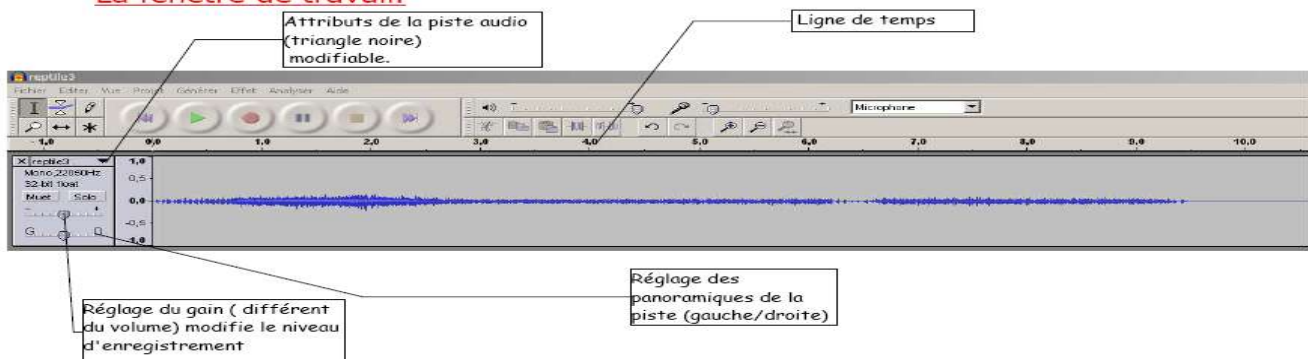 La fenêtre de travail.
Attributs de la piste audio
(triangle noire)
modifiable.
Ligne de temps
reptile3
Fichier Editer Vue Projet Générer Effet Analyser Aide
Microphone
-1,0 0,0 1,0 2,0 3,0 4,0 5,0 6,0 7,0 8,0 9,0 10,0
X reptile3
Mono,22050Hz
32-bit float
Muet Solo
- +
G D
1,0
0,5
0,0
-0,5
-1,0
Réglage des
panoramiques de la
piste (gauche/droite)
Réglage du gain ( différent
du volume) modifie le niveau
d'enregistrement